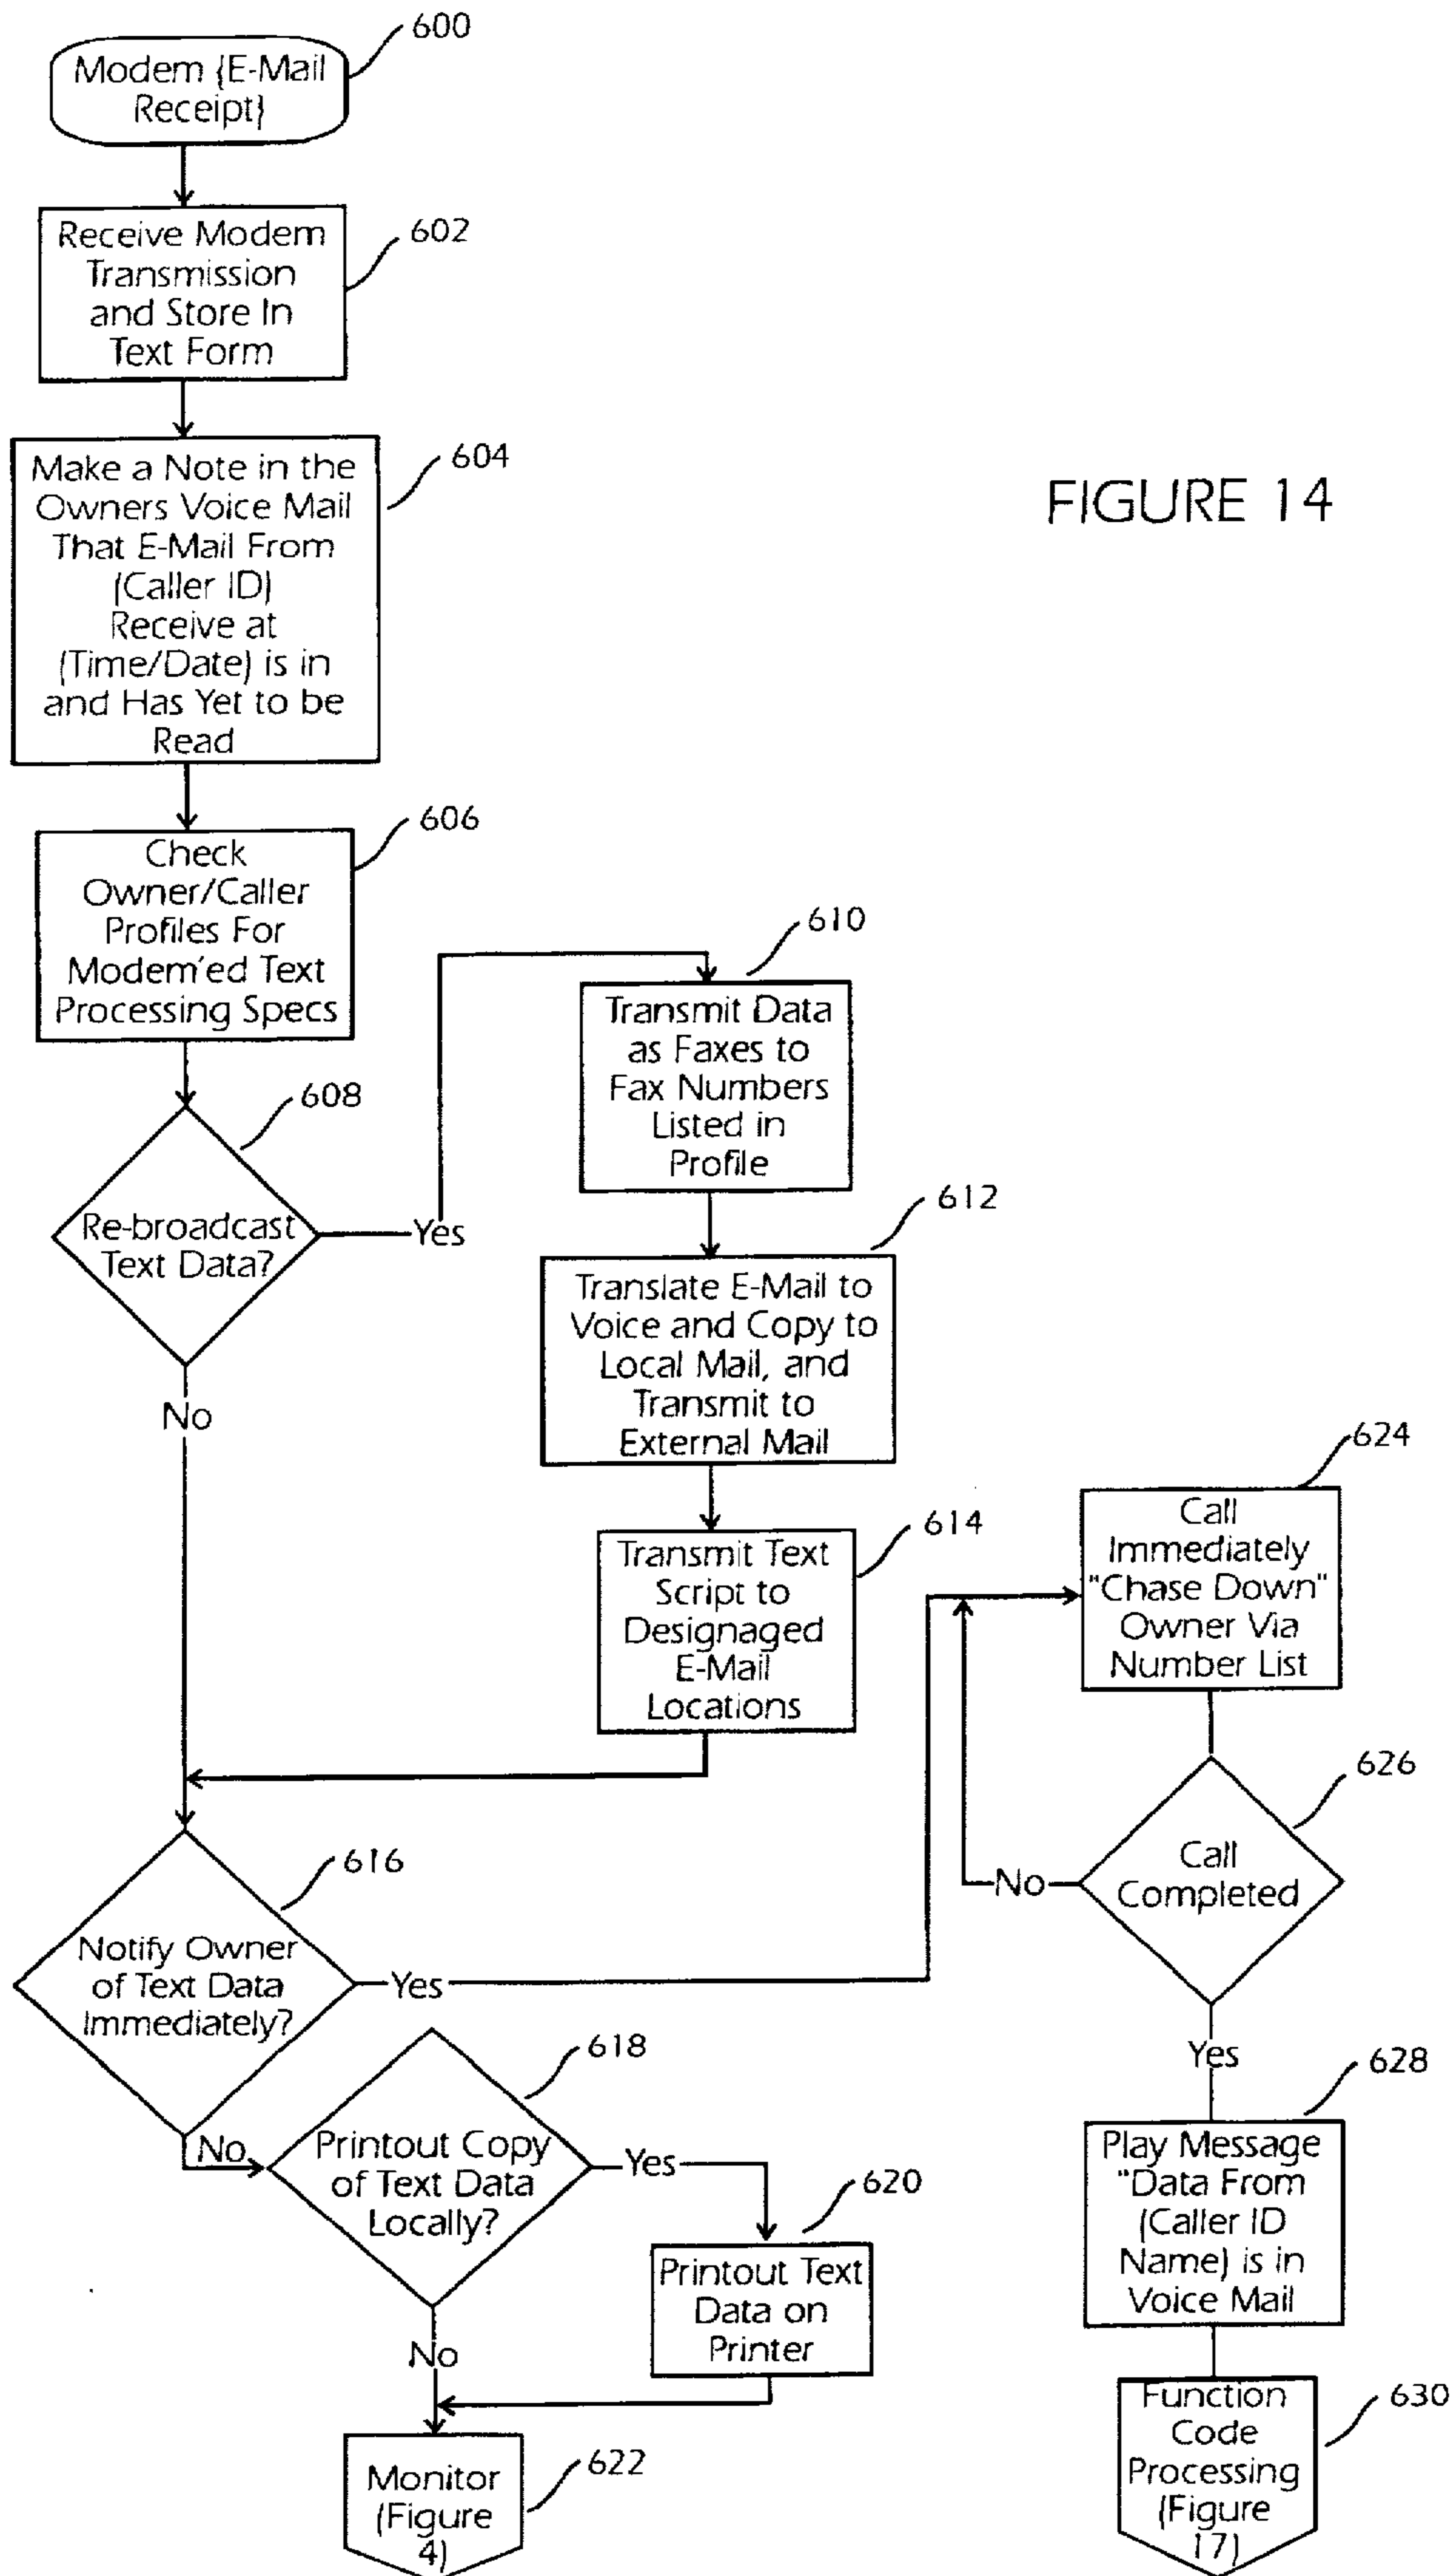 600
Modem {E-Mail
Receipt}
602
Receive Modem
Transmission
and Store In
Text Form
604
Make a Note in the
Owners Voice Mail
That E-Mail From
(Caller ID)
Receive at
(Time/Date) is in
and Has Yet to be
Read
FIGURE 14
606
Check
Owner/Caller
Profiles For
Modem'ed Text
Processing Specs
608
Re-broadcast
Text Data?
Yes
No
610
Transmit Data
as Faxes to
Fax Numbers
Listed in
Profile
612
Translate E-Mail to
Voice and Copy to
Local Mail, and
Transmit to
External Mail
614
Transmit Text
Script to
Designaged
E-Mail
Locations
616
Notify Owner
of Text Data
Immediately?
Yes
No
618
Printout Copy
of Text Data
Locally?
Yes
No
620
Printout Text
Data on
Printer
622
Monitor
(Figure
4)
624
Call
Immediately
"Chase Down"
Owner Via
Number List
626
Call
Completed
No
Yes
628
Play Message
"Data From
(Caller ID
Name) is in
Voice Mail
630
Function
Code
Processing
(Figure
17)